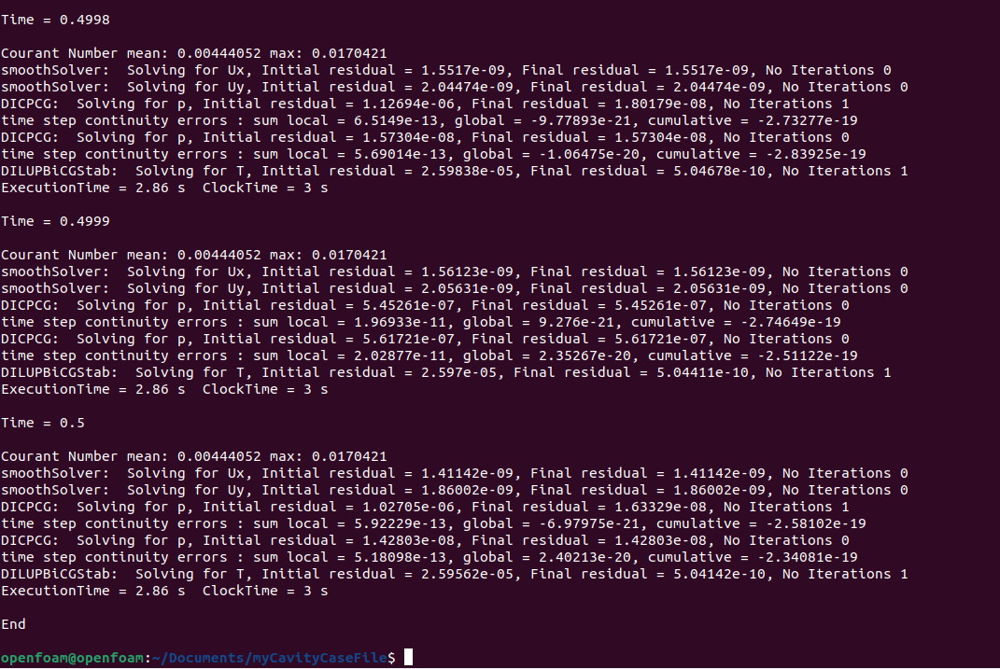 Time = 0.4998
Courant Number mean: 0.00444052 max: 0.0170421
smoothSolver:  Solving for Ux, Initial residual = 1.5517e-09, Final residual = 1.5517e-09, No Iterations 0
smoothSolver:  Solving for Uy, Initial residual = 2.04474e-09, Final residual = 2.04474e-09, No Iterations 0
DICPCG:  Solving for p, Initial residual = 1.12694e-06, Final residual = 1.80179e-08, No Iterations 1
time step continuity errors : sum local = 6.5149e-13, global = -9.77893e-21, cumulative = -2.73277e-19
DICPCG:  Solving for p, Initial residual = 1.57304e-08, Final residual = 1.57304e-08, No Iterations 0
time step continuity errors : sum local = 5.69014e-13, global = -1.06475e-20, cumulative = -2.83925e-19
DILUPBiCGStab:  Solving for T, Initial residual = 2.59838e-05, Final residual = 5.04678e-10, No Iterations 1
ExecutionTime = 2.86 s  ClockTime = 3 s
Time = 0.4999
Courant Number mean: 0.00444052 max: 0.0170421
smoothSolver:  Solving for Ux, Initial residual = 1.56123e-09, Final residual = 1.56123e-09, No Iterations 0
smoothSolver:  Solving for Uy, Initial residual = 2.05631e-09, Final residual = 2.05631e-09, No Iterations 0
DICPCG:  Solving for p, Initial residual = 5.45261e-07, Final residual = 5.45261e-07, No Iterations 0
time step continuity errors : sum local = 1.96933e-11, global = 9.276e-21, cumulative = -2.74649e-19
DICPCG:  Solving for p, Initial residual = 5.61721e-07, Final residual = 5.61721e-07, No Iterations 0
time step continuity errors : sum local = 2.02877e-11, global = 2.35267e-20, cumulative = -2.51122e-19
DILUPBiCGStab:  Solving for T, Initial residual = 2.597e-05, Final residual = 5.04411e-10, No Iterations 1
ExecutionTime = 2.86 s  ClockTime = 3 s
Time = 0.5
Courant Number mean: 0.00444052 max: 0.0170421
smoothSolver:  Solving for Ux, Initial residual = 1.41142e-09, Final residual = 1.41142e-09, No Iterations 0
smoothSolver:  Solving for Uy, Initial residual = 1.86002e-09, Final residual = 1.86002e-09, No Iterations 0
DICPCG:  Solving for p, Initial residual = 1.02705e-06, Final residual = 1.63329e-08, No Iterations 1
time step continuity errors : sum local = 5.92229e-13, global = -6.97975e-21, cumulative = -2.58102e-19
DICPCG:  Solving for p, Initial residual = 1.42803e-08, Final residual = 1.42803e-08, No Iterations 0
time step continuity errors : sum local = 5.18098e-13, global = 2.40213e-20, cumulative = -2.34081e-19
DILUPBiCGStab:  Solving for T, Initial residual = 2.59562e-05, Final residual = 5.04142e-10, No Iterations 1
ExecutionTime = 2.86 s  ClockTime = 3 s
End
openfoam@openfoam:~/Documents/myCavityCaseFile$